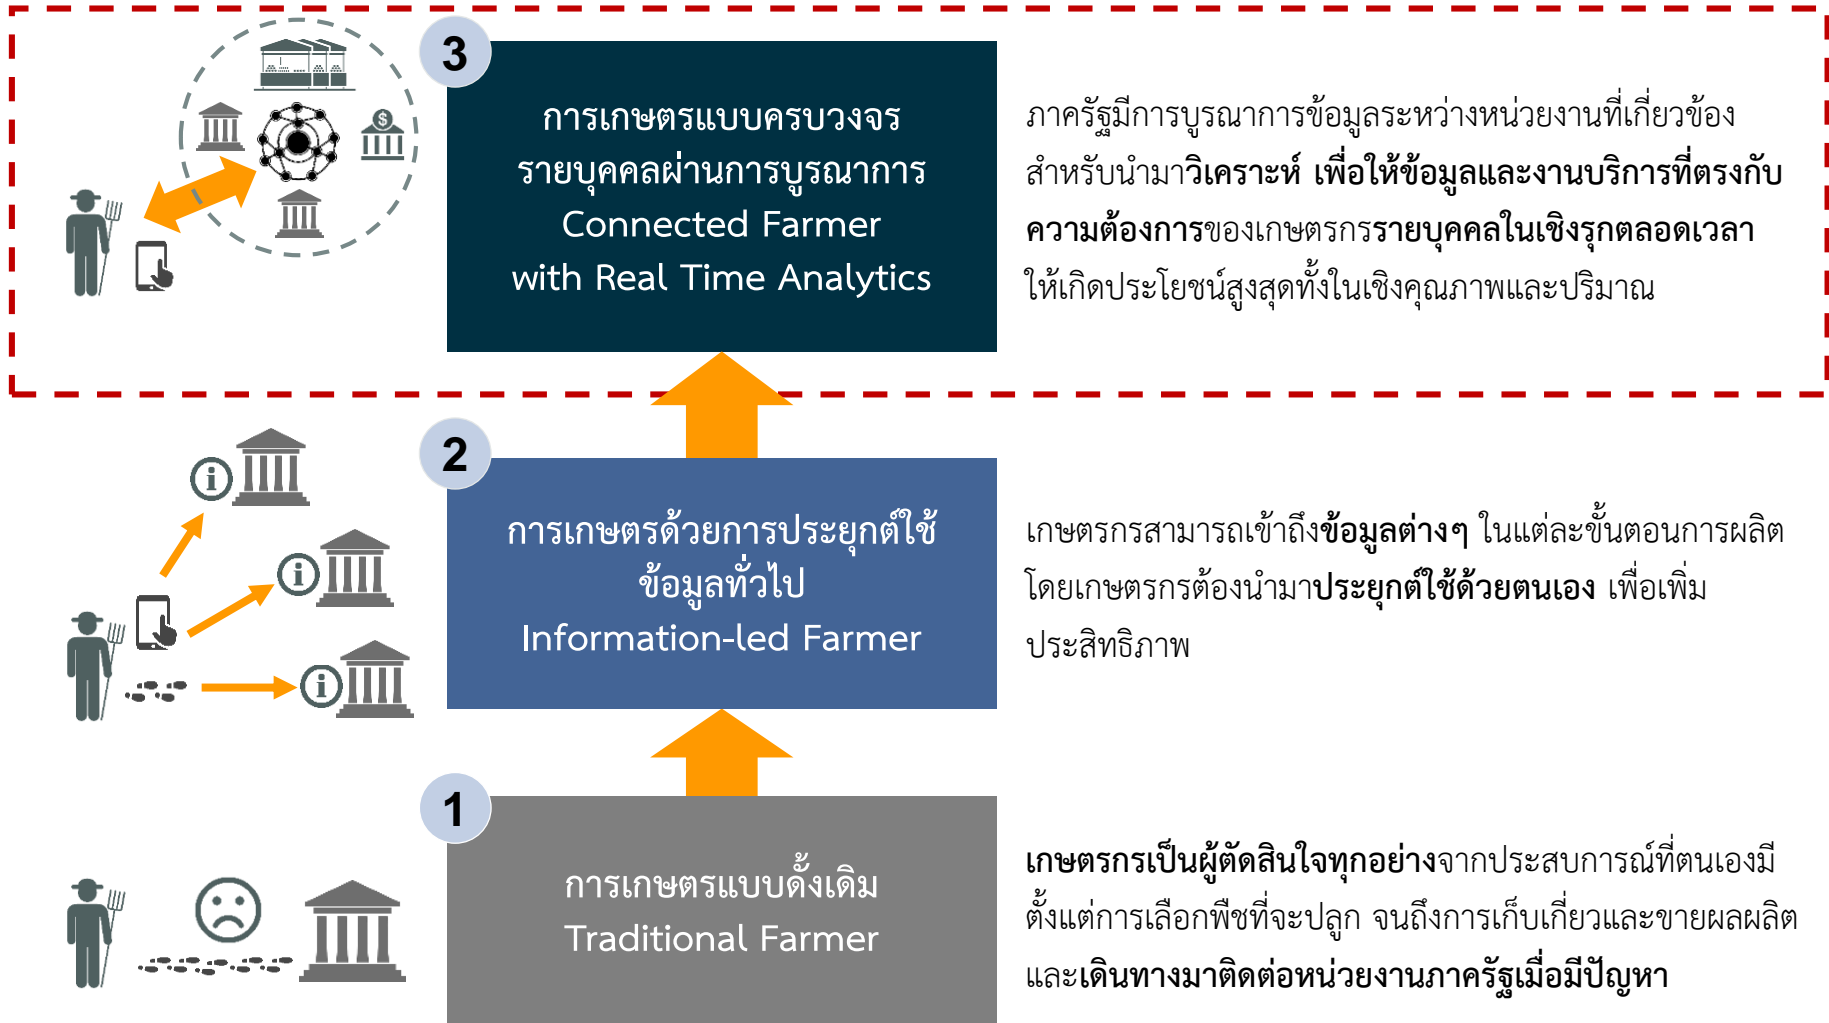 3
การเกษตรแบบครบวงจร
รายบุคคลผ่านการบูรณาการ
Connected Farmer
with Real Time Analytics
ภาครัฐมีการบูรณาการข้อมูลระหว่างหน่วยงานที่เกี่ยวข้อง
สำหรับนำมาวิเคราะห์ เพื่อให้ข้อมูลและงานบริการที่ตรงกับ
ความต้องการของเกษตรกรรายบุคคลในเชิงรุกตลอดเวลา
ให้เกิดประโยชน์สูงสุดทั้งในเชิงคุณภาพและปริมาณ
2
การเกษตรด้วยการประยุกต์ใช้
ข้อมูลทั่วไป
Information-led Farmer
เกษตรกรสามารถเข้าถึงข้อมูลต่างๆ ในแต่ละขั้นตอนการผลิต
โดยเกษตรกรต้องนำมาประยุกต์ใช้ด้วยตนเอง เพื่อเพิ่ม
ประสิทธิภาพ
1
การเกษตรแบบดั้งเดิม
Traditional Farmer
เกษตรกรเป็นผู้ตัดสินใจทุกอย่างจากประสบการณ์ที่ตนเองมี
ตั้งแต่การเลือกพืชที่จะปลูก จนถึงการเก็บเกี่ยวและขายผลผลิต
และเดินทางมาติดต่อหน่วยงานภาครัฐเมื่อมีปัญหา